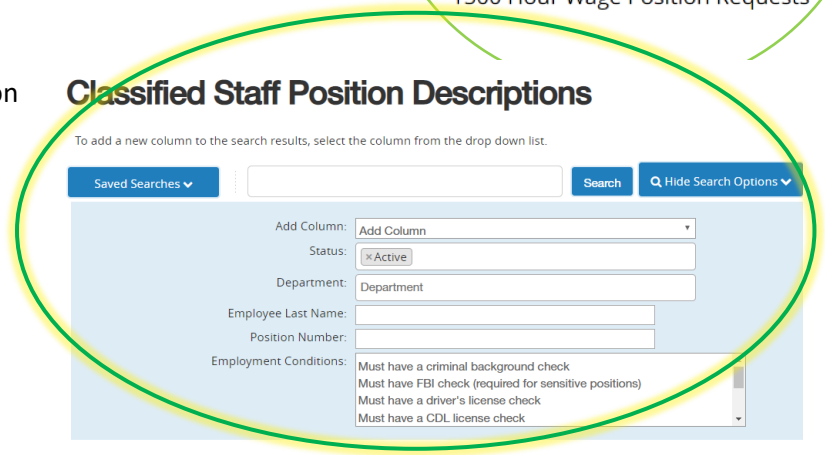 1500 Hour Wage Position Requests
on
Classified Staff Position Descriptions
To add a new column to the search results, select the column from the drop down list.
Saved Searches
Search
Hide Search Options
Add Column: Add Column
Status: ×Active
Department: Department
Employee Last Name:
Position Number:
Employment Conditions: Must have a criminal background check
Must have FBI check (required for sensitive positions)
Must have a driver's license check
Must have a CDL license check